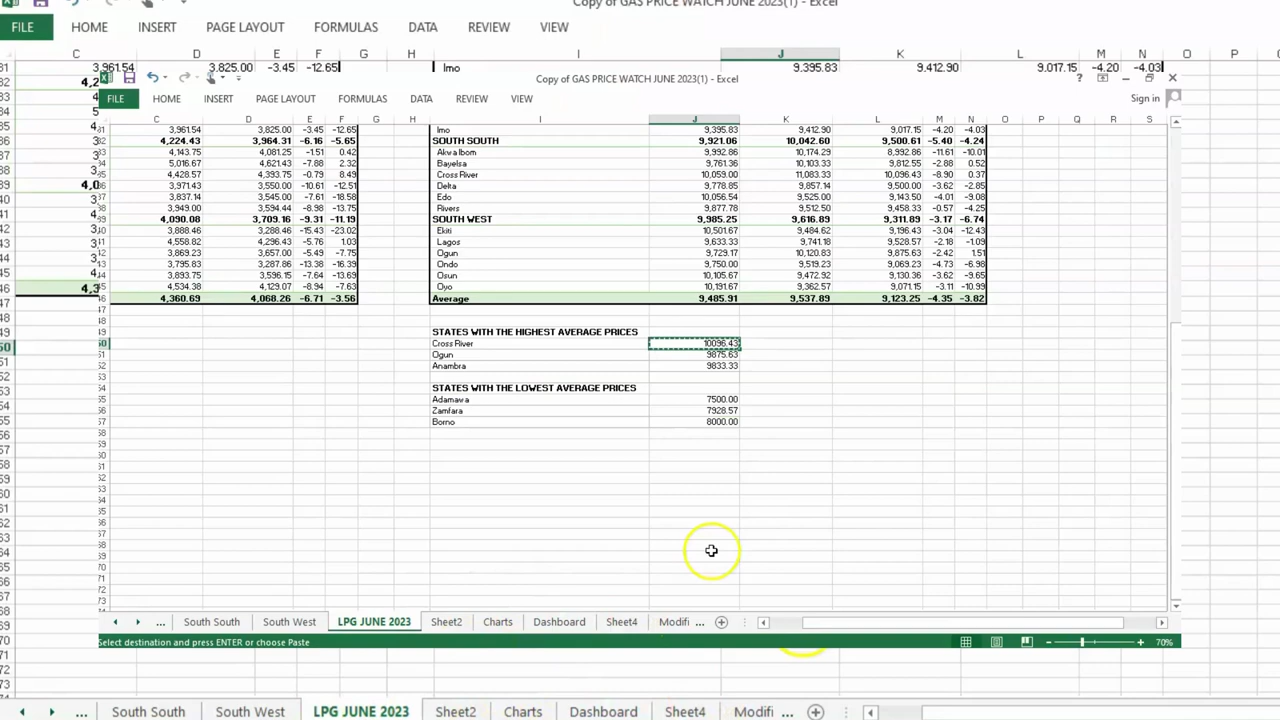 Copy of GAS PRICE WATCH JUNE 2023(1) - Excel
FILE HOME INSERT PAGE LAYOUT FORMULAS DATA REVIEW VIEW
C D E F G H I J K L M N O P Q
3,961.54 3,825.00 -3.45 -12.65 Imo 9,395.83 9,412.90 9,017.15 -4.20 -4.03
Copy of GAS PRICE WATCH JUNE 2023(1) - Excel
FILE HOME INSERT PAGE LAYOUT FORMULAS DATA REVIEW VIEW Sign in
C D E F G H I J K L M N O P Q R S T
3,961.54 3,825.00 -3.45 -12.65 Imo 9,395.83 9,412.90 9,017.15 -4.20 -4.03
4,224.43 3,964.31 -6.16 -5.65 SOUTH SOUTH 9,921.06 10,042.60 9,500.61 -5.40 -4.24
4,143.75 4,081.25 -1.51 0.42 Akwa Ibom 9,992.86 10,174.29 8,992.86 -11.61 -10.01
5,016.67 4,621.43 -7.88 2.32 Bayelsa 9,761.36 10,103.33 9,812.55 -2.88 0.52
4,428.57 4,393.75 -0.79 8.49 Cross River 10,059.00 11,083.33 10,096.43 -8.90 0.37
3,971.43 3,550.00 -10.61 -12.51 Delta 9,778.85 9,857.14 9,500.00 -3.62 -2.85
3,837.14 3,545.00 -7.61 -18.58 Edo 10,056.54 9,525.00 9,143.50 -4.01 -9.08
3,949.00 3,594.44 -8.98 -13.75 Rivers 9,877.78 9,510.53 9,458.33 -0.57 -4.25
4,090.08 3,709.16 -9.31 -11.19 SOUTH WEST 9,985.25 9,616.89 9,311.89 -3.17 -6.74
3,888.46 3,288.66 -15.43 -23.02 Ekiti 10,501.67 9,484.62 9,196.43 -3.04 -12.43
4,558.82 4,296.43 -5.76 1.03 Lagos 9,633.33 9,741.18 9,528.57 -2.18 -1.09
3,869.23 3,657.00 -5.49 -7.75 Ogun 9,729.17 10,120.83 9,875.63 -2.42 1.51
3,795.83 3,287.86 -13.38 -16.39 Ondo 9,750.00 9,519.23 9,069.23 -4.73 -6.98
3,893.75 3,596.15 -7.64 -13.69 Osun 10,105.67 9,472.92 9,130.36 -3.62 -9.65
4,534.38 4,129.07 -8.94 -7.63 Oyo 10,191.67 9,362.57 9,071.15 -3.11 -10.99
4,360.69 4,068.26 -6.71 -3.56 Average 9,485.91 9,537.89 9,123.25 -4.35 -3.82
STATES WITH THE HIGHEST AVERAGE PRICES
Cross River 10096.43
Ogun 9875.63
Anambra 9833.33
STATES WITH THE LOWEST AVERAGE PRICES
Adamawa 7500.00
Zamfara 7928.57
Borno 8000.00
... South South South West LPG JUNE 2023 Sheet2 Charts Dashboard Sheet4 Modifi ...
Select destination and press ENTER or choose Paste 70%
... South South South West LPG JUNE 2023 Sheet2 Charts Dashboard Sheet4 Modifi ...